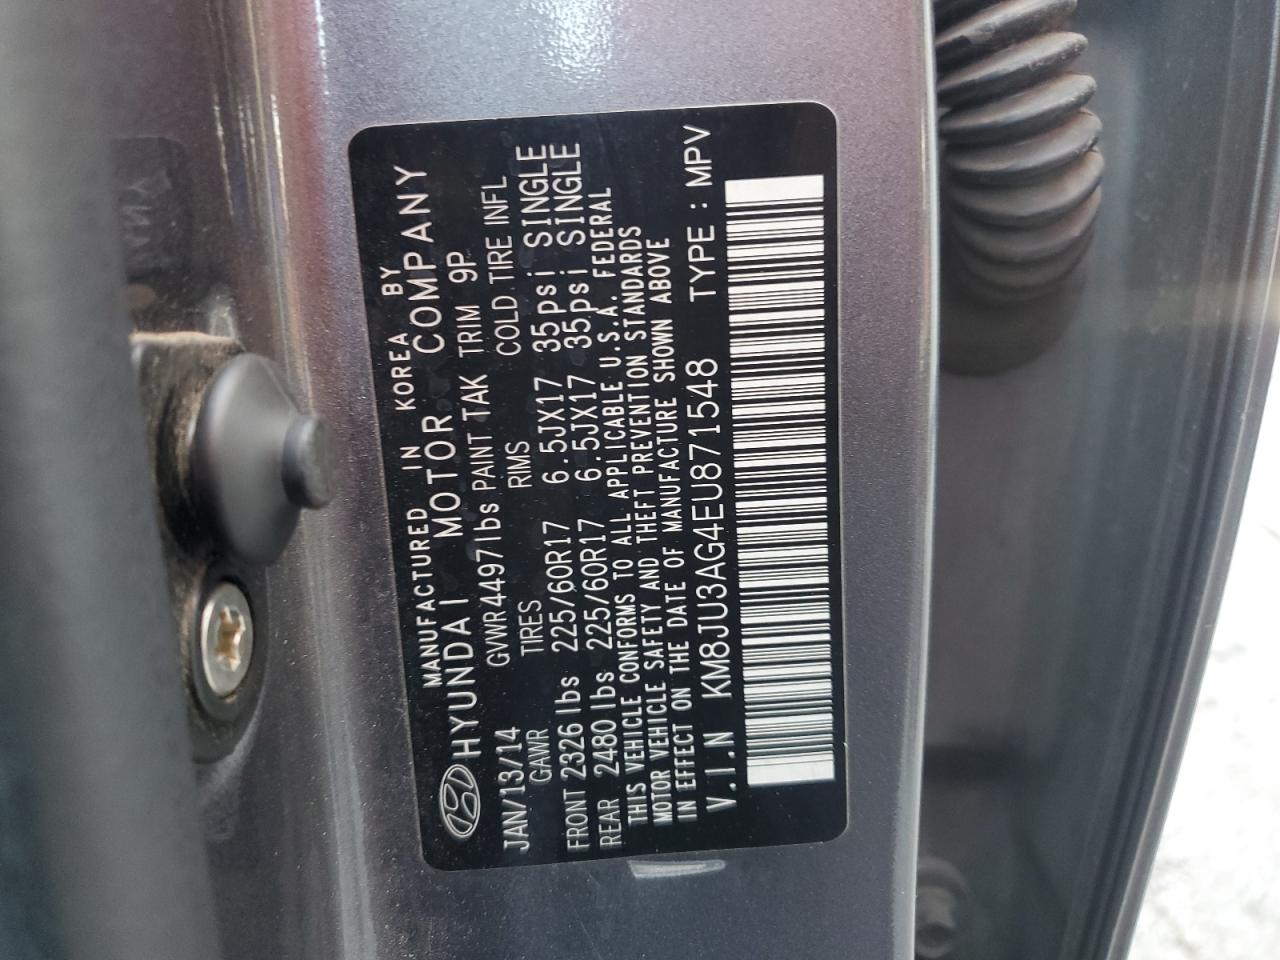 MANUFACTURED IN KOREA BY
HYUNDAI MOTOR COMPANY
JAN/13/14 GVWR 4497lbs PAINT TAK TRIM 9P
GAWR TIRES RIMS COLD TIRE INFL
FRONT 2326 lbs 225/60R17 6.5JX17 35psi SINGLE
REAR 2480 lbs 225/60R17 6.5JX17 35psi SINGLE
THIS VEHICLE CONFORMS TO ALL APPLICABLE U.S.A. FEDERAL
MOTOR VEHICLE SAFETY AND THEFT PREVENTION STANDARDS
IN EFFECT ON THE DATE OF MANUFACTURE SHOWN ABOVE
V.I.N KM8JU3AG4EU871548 TYPE : MPV